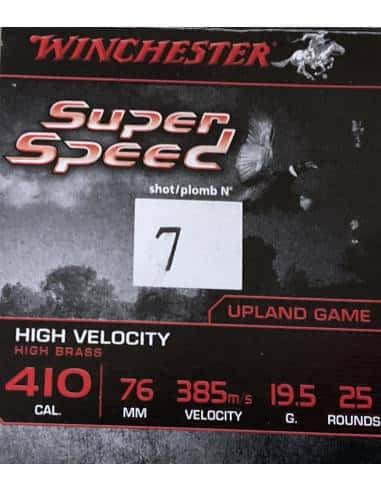 WINCHESTER
Super
Speed
shot/plomb N°
7
UPLAND GAME
HIGH VELOCITY
HIGH BRASS
410 76 385m/s 19.5 25
CAL. MM VELOCITY G. ROUNDS